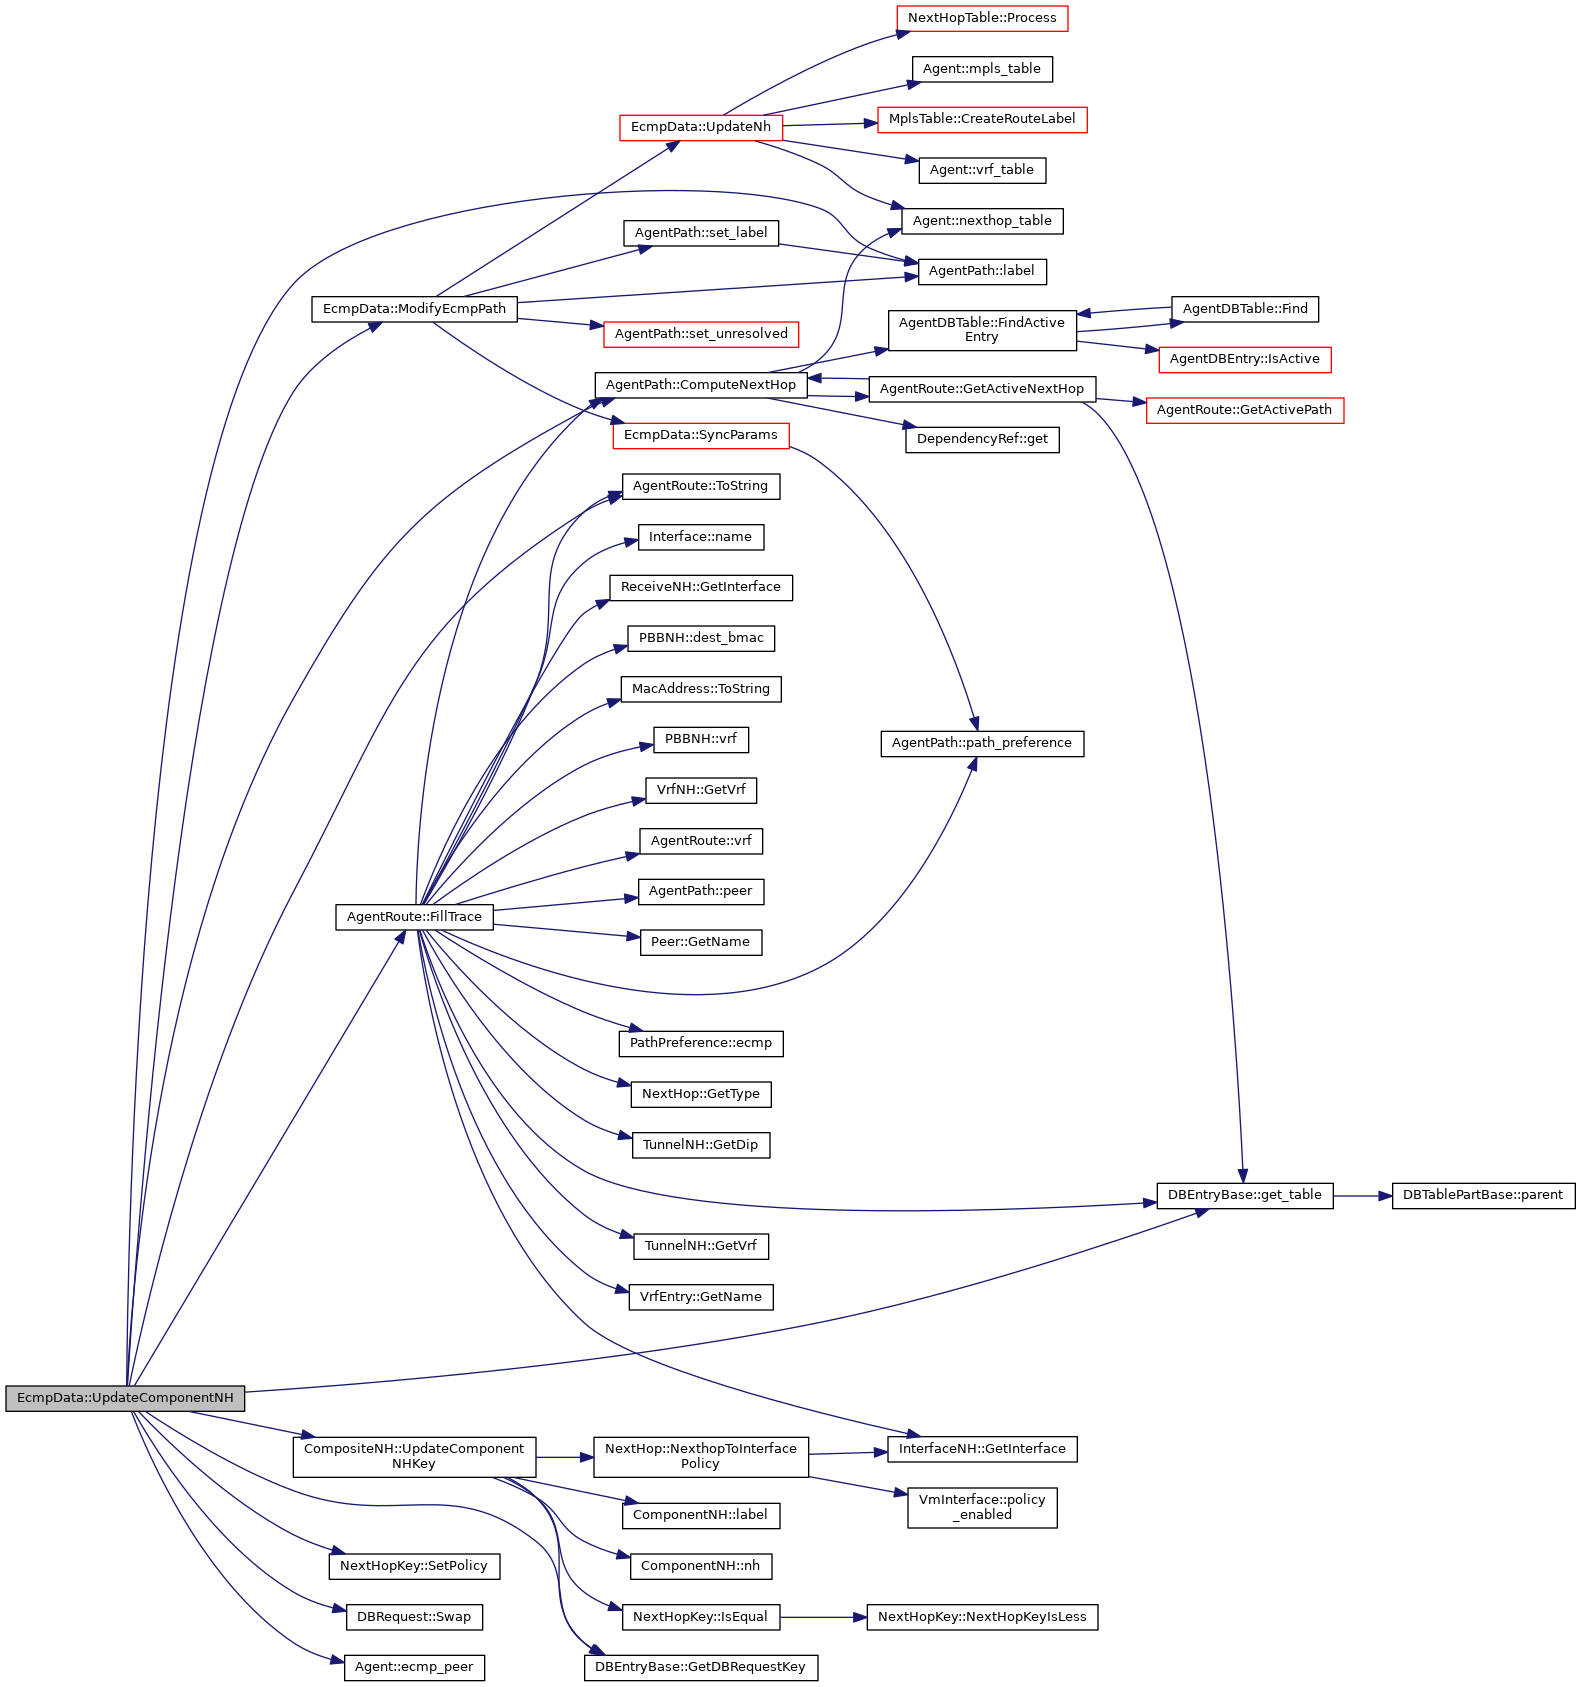 NextHopTable::Process
Agent::mpls_table
MplsTable::CreateRouteLabel
EcmpData::UpdateNh
Agent::vrf_table
Agent::nexthop_table
AgentPath::set_label
AgentPath::label
EcmpData::ModifyEcmpPath
AgentPath::set_unresolved
AgentDBTable::FindActive
Entry
AgentDBTable::Find
AgentDBEntry::IsActive
AgentPath::ComputeNextHop
AgentRoute::GetActiveNextHop
AgentRoute::GetActivePath
EcmpData::SyncParams
DependencyRef::get
AgentRoute::ToString
Interface::name
ReceiveNH::GetInterface
PBBNH::dest_bmac
MacAddress::ToString
PBBNH::vrf
AgentPath::path_preference
VrfNH::GetVrf
AgentRoute::vrf
AgentPath::peer
AgentRoute::FillTrace
Peer::GetName
PathPreference::ecmp
NextHop::GetType
TunnelNH::GetDip
DBEntryBase::get_table
DBTablePartBase::parent
TunnelNH::GetVrf
VrfEntry::GetName
EcmpData::UpdateComponentNH
CompositeNH::UpdateComponent
NHKey
NextHop::NexthopToInterface
Policy
InterfaceNH::GetInterface
VmInterface::policy
_enabled
ComponentNH::label
NextHopKey::SetPolicy
ComponentNH::nh
DBRequest::Swap
NextHopKey::IsEqual
NextHopKey::NextHopKeyIsLess
Agent::ecmp_peer
DBEntryBase::GetDBRequestKey